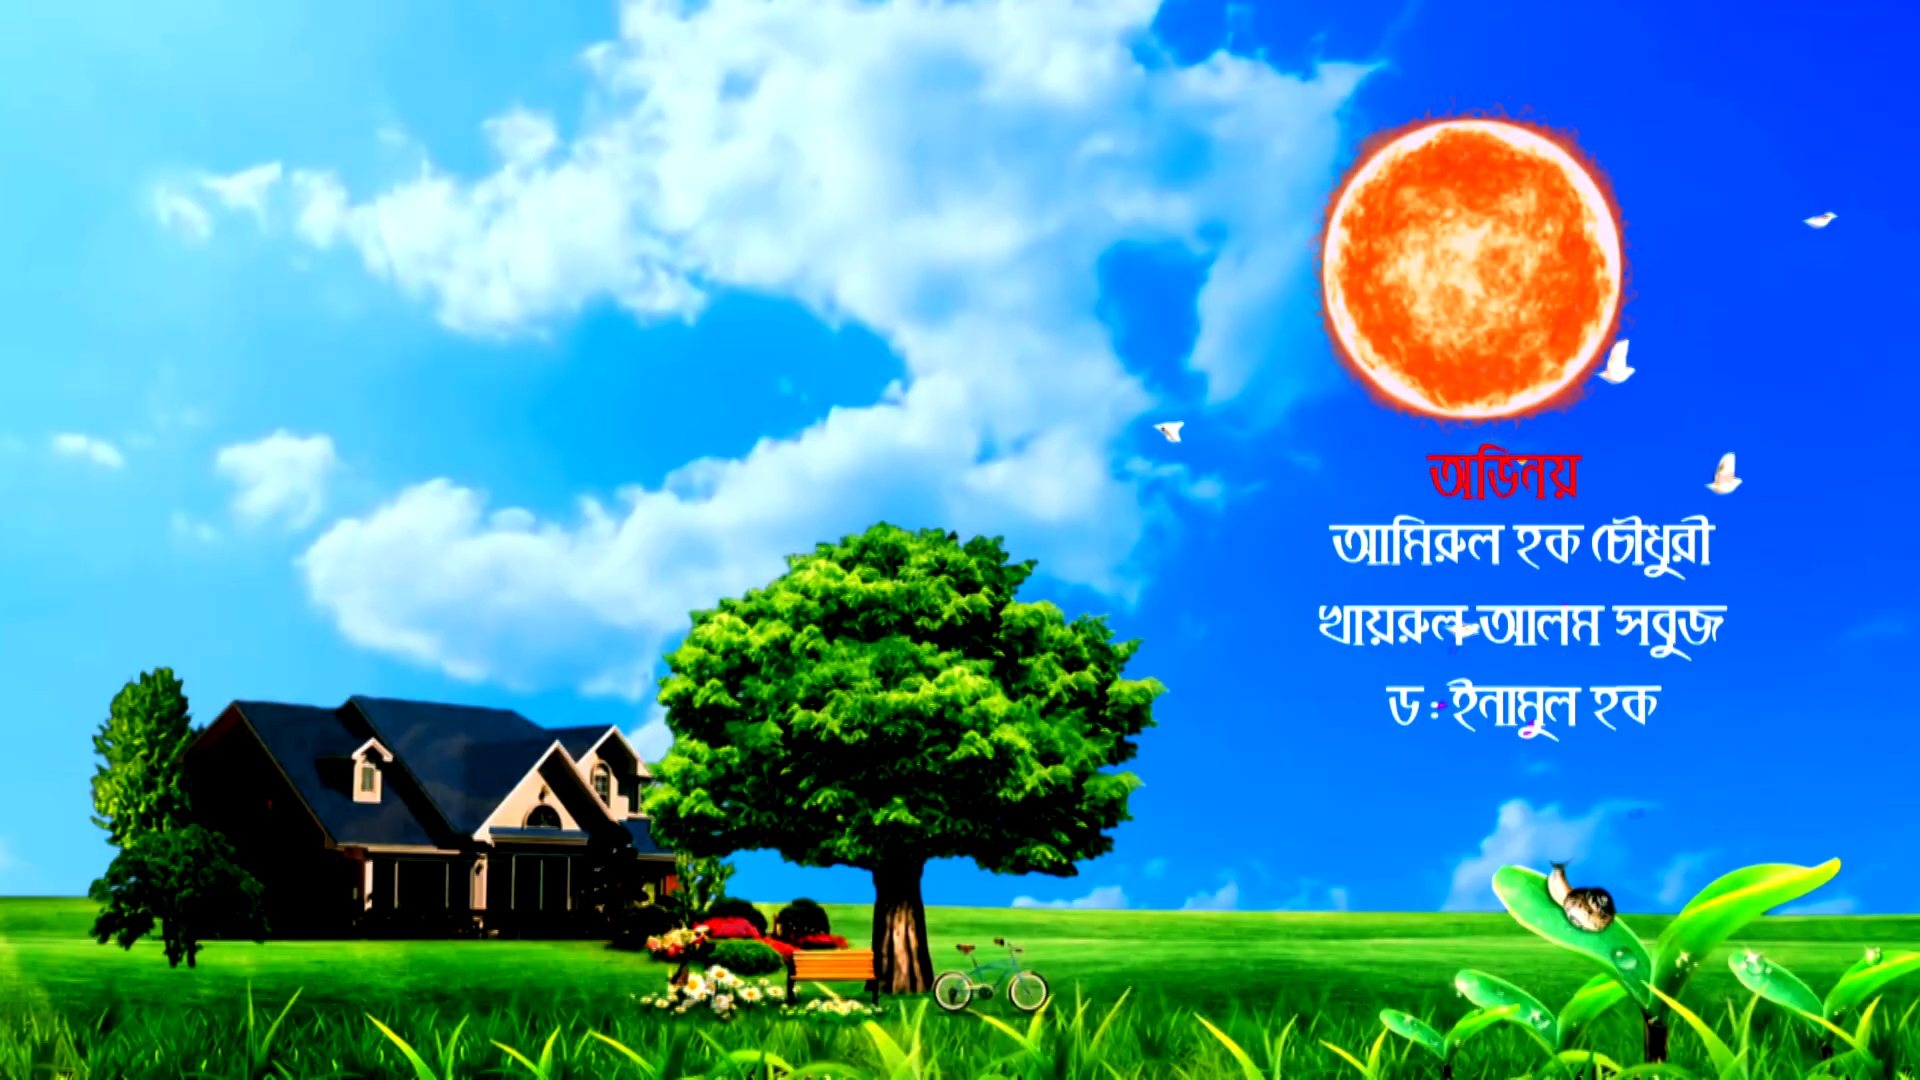 অভিনয়
আমিরুল হক চৌধুরী
খায়রুল আলম সবুজ
ড : ইনামুল হক